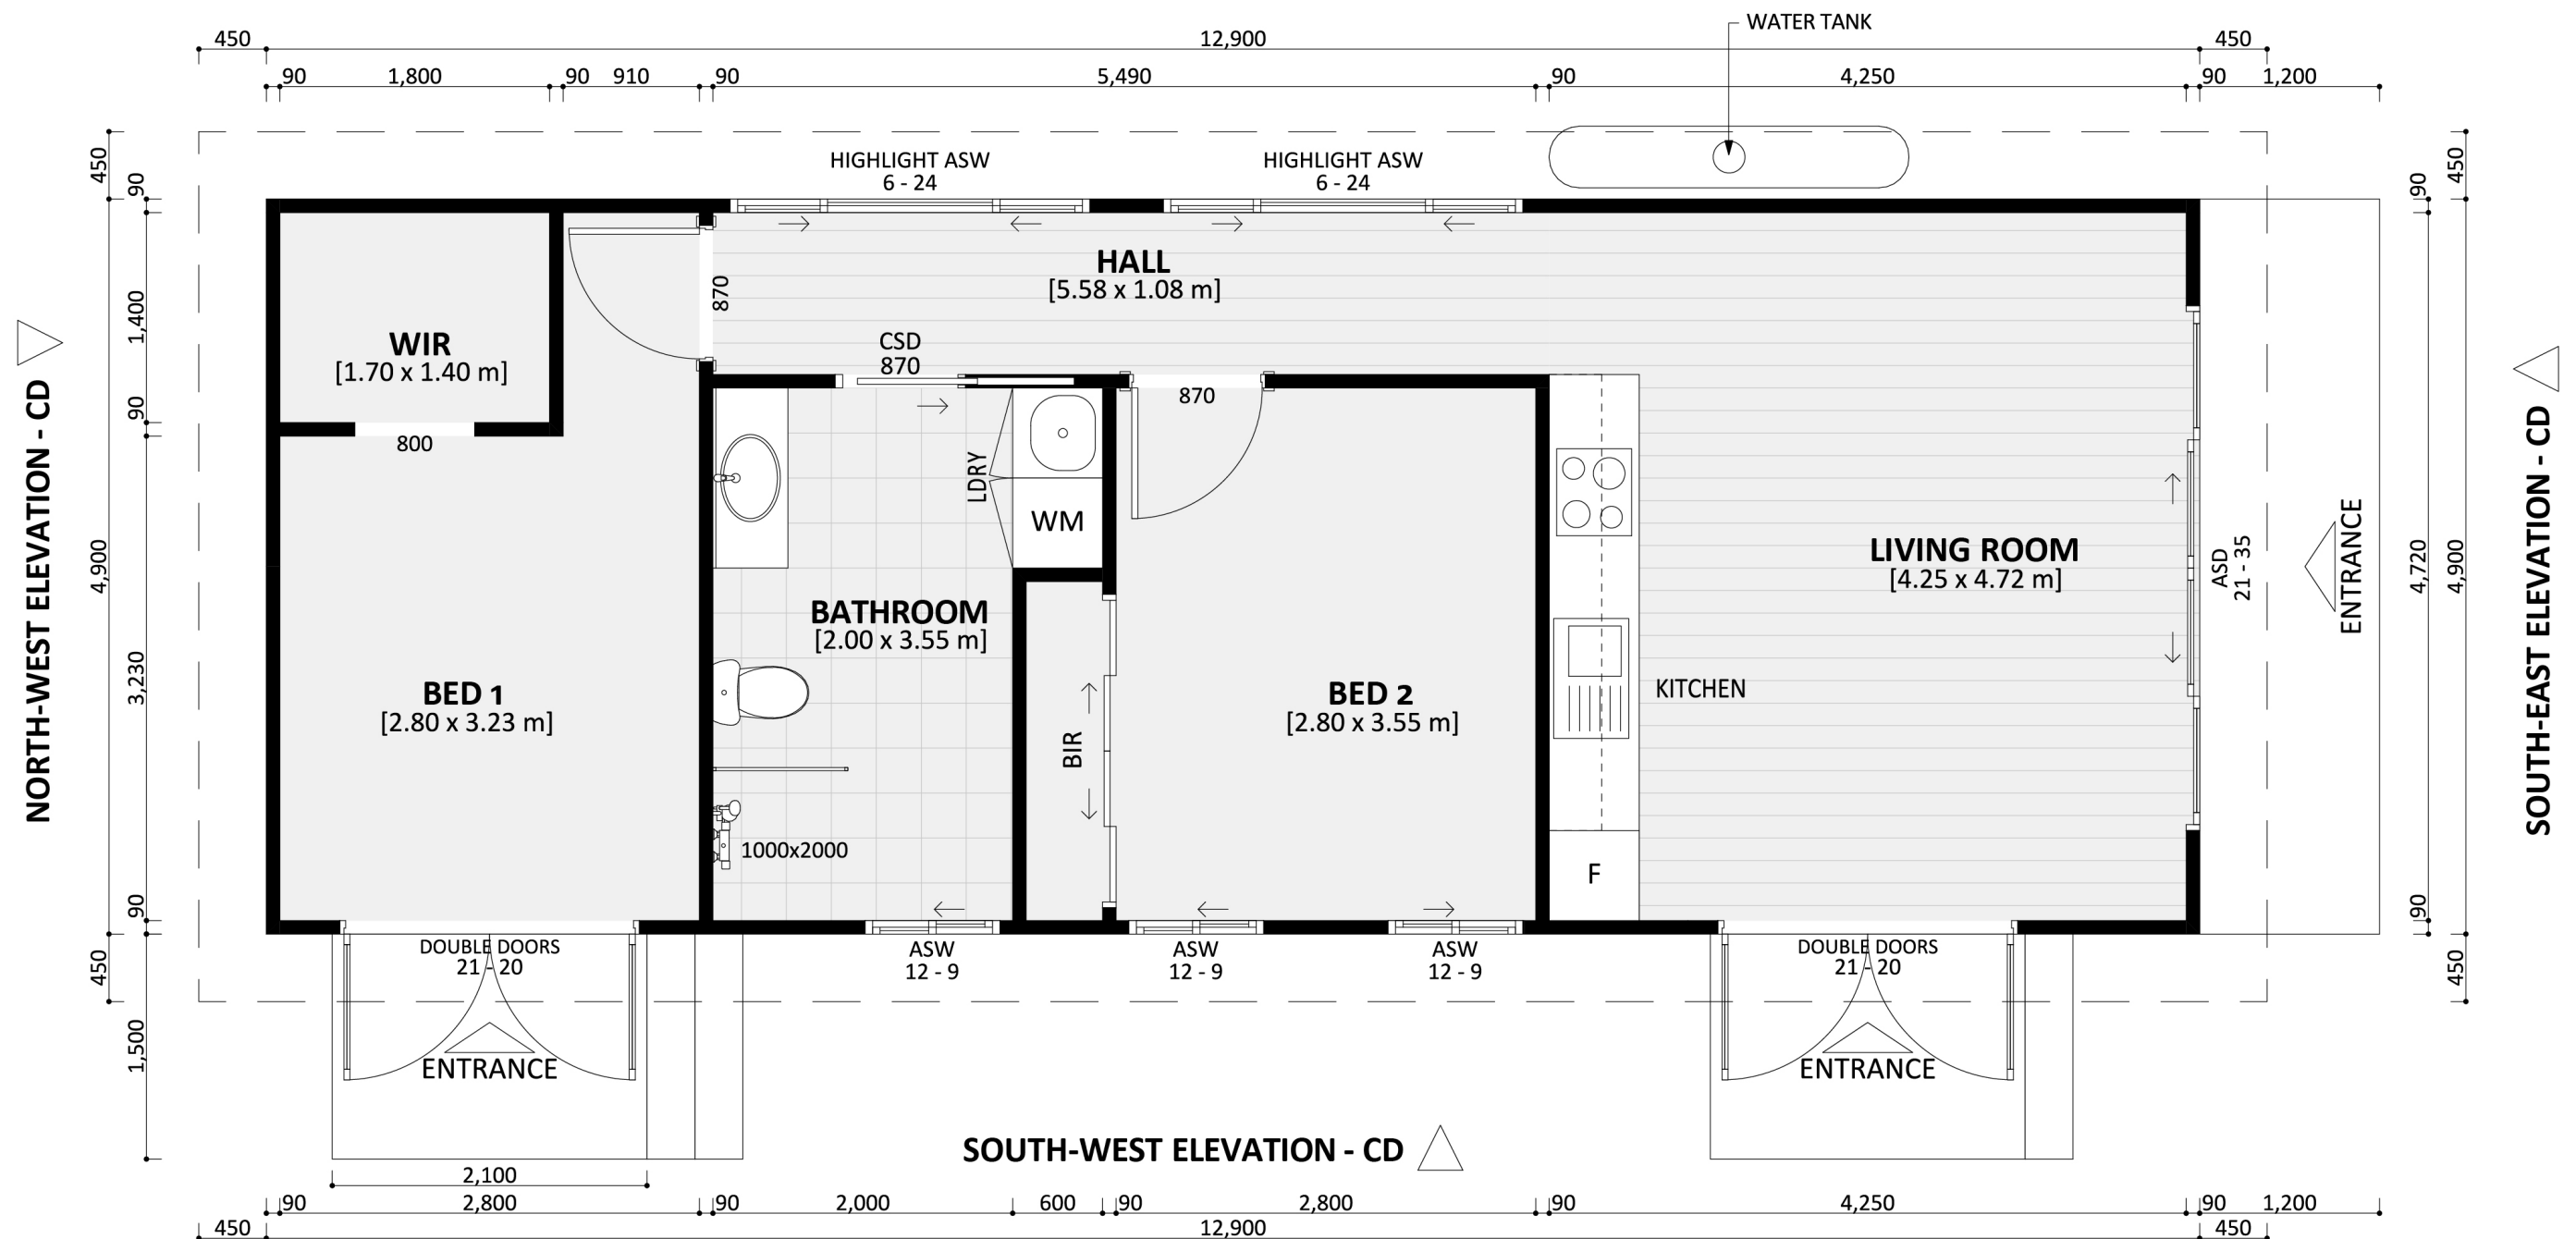 WATER TANK
450
12,900
450
90
1,800
90
910
90
5,490
90
4,250
90
1,200
HIGHLIGHT ASW
6 - 24
HIGHLIGHT ASW
6 - 24
450
90
1,400
90
4,900
3,230
90
450
1,500
NORTH-WEST ELEVATION - CD
WIR
[1.70 x 1.40 m]
800
870
HALL
[5.58 x 1.08 m]
CSD
870
870
LDRY
WM
BATHROOM
[2.00 x 3.55 m]
1000x2000
BED 1
[2.80 x 3.23 m]
BIR
BED 2
[2.80 x 3.55 m]
KITCHEN
F
LIVING ROOM
[4.25 x 4.72 m]
ASD
21 - 35
ENTRANCE
90
450
4,720
4,900
90
450
SOUTH-EAST ELEVATION - CD
DOUBLE DOORS
21 - 20
ENTRANCE
ASW
12 - 9
ASW
12 - 9
ASW
12 - 9
DOUBLE DOORS
21 - 20
ENTRANCE
SOUTH-WEST ELEVATION - CD
2,100
90
2,800
90
2,000
600
90
2,800
90
4,250
90
1,200
450
12,900
450